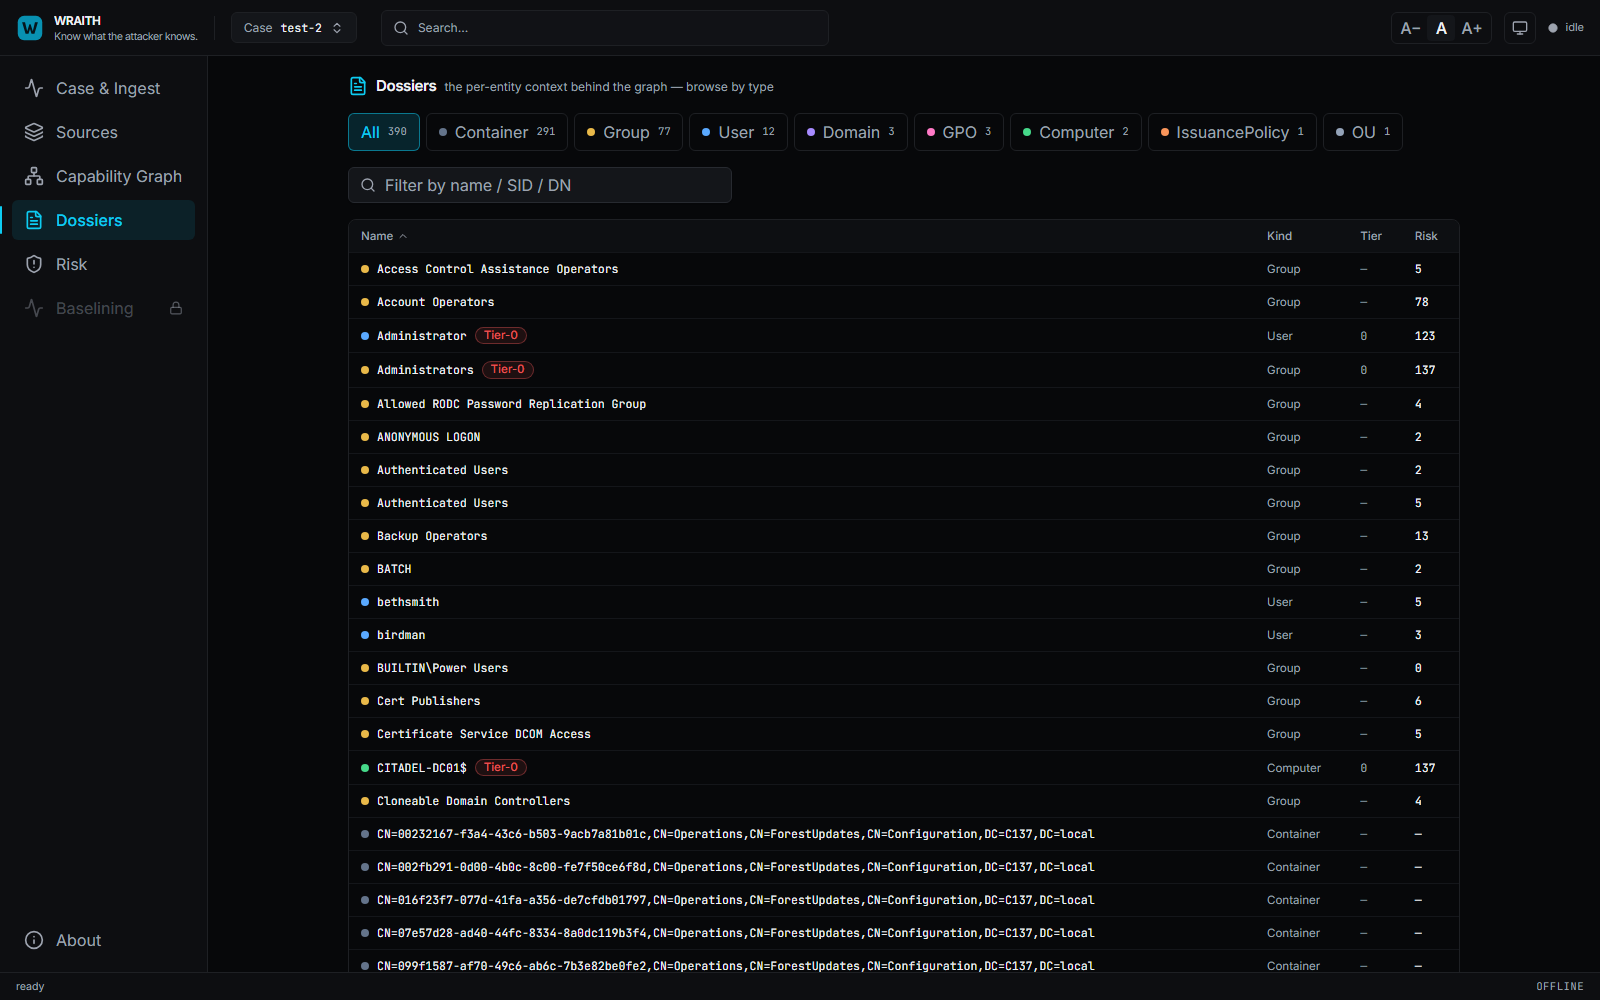 W WRAITH
Know what the attacker knows.
Case test-2
Search...
A− A A+
idle
Case & Ingest
Sources
Capability Graph
Dossiers
Risk
Baselining
About
Dossiers the per-entity context behind the graph — browse by type
All 390 Container 291 Group 77 User 12 Domain 3 GPO 3 Computer 2 IssuancePolicy 1 OU 1
Filter by name / SID / DN
Name Kind Tier Risk
Access Control Assistance Operators Group — 5
Account Operators Group — 78
Administrator Tier-0 User 0 123
Administrators Tier-0 Group 0 137
Allowed RODC Password Replication Group Group — 4
ANONYMOUS LOGON Group — 2
Authenticated Users Group — 2
Authenticated Users Group — 5
Backup Operators Group — 13
BATCH Group — 2
bethsmith User — 5
birdman User — 3
BUILTIN\Power Users Group — 0
Cert Publishers Group — 6
Certificate Service DCOM Access Group — 5
CITADEL-DC01$ Tier-0 Computer 0 137
Cloneable Domain Controllers Group — 4
CN=00232167-f3a4-43c6-b503-9acb7a81b01c,CN=Operations,CN=ForestUpdates,CN=Configuration,DC=C137,DC=local Container — —
CN=002fb291-0d00-4b0c-8c00-fe7f50ce6f8d,CN=Operations,CN=ForestUpdates,CN=Configuration,DC=C137,DC=local Container — —
CN=016f23f7-077d-41fa-a356-de7cfdb01797,CN=Operations,CN=ForestUpdates,CN=Configuration,DC=C137,DC=local Container — —
CN=07e57d28-ad40-44fc-8334-8a0dc119b3f4,CN=Operations,CN=ForestUpdates,CN=Configuration,DC=C137,DC=local Container — —
CN=099f1587-af70-49c6-ab6c-7b3e82be0fe2,CN=Operations,CN=ForestUpdates,CN=Configuration,DC=C137,DC=local Container — —
ready
OFFLINE